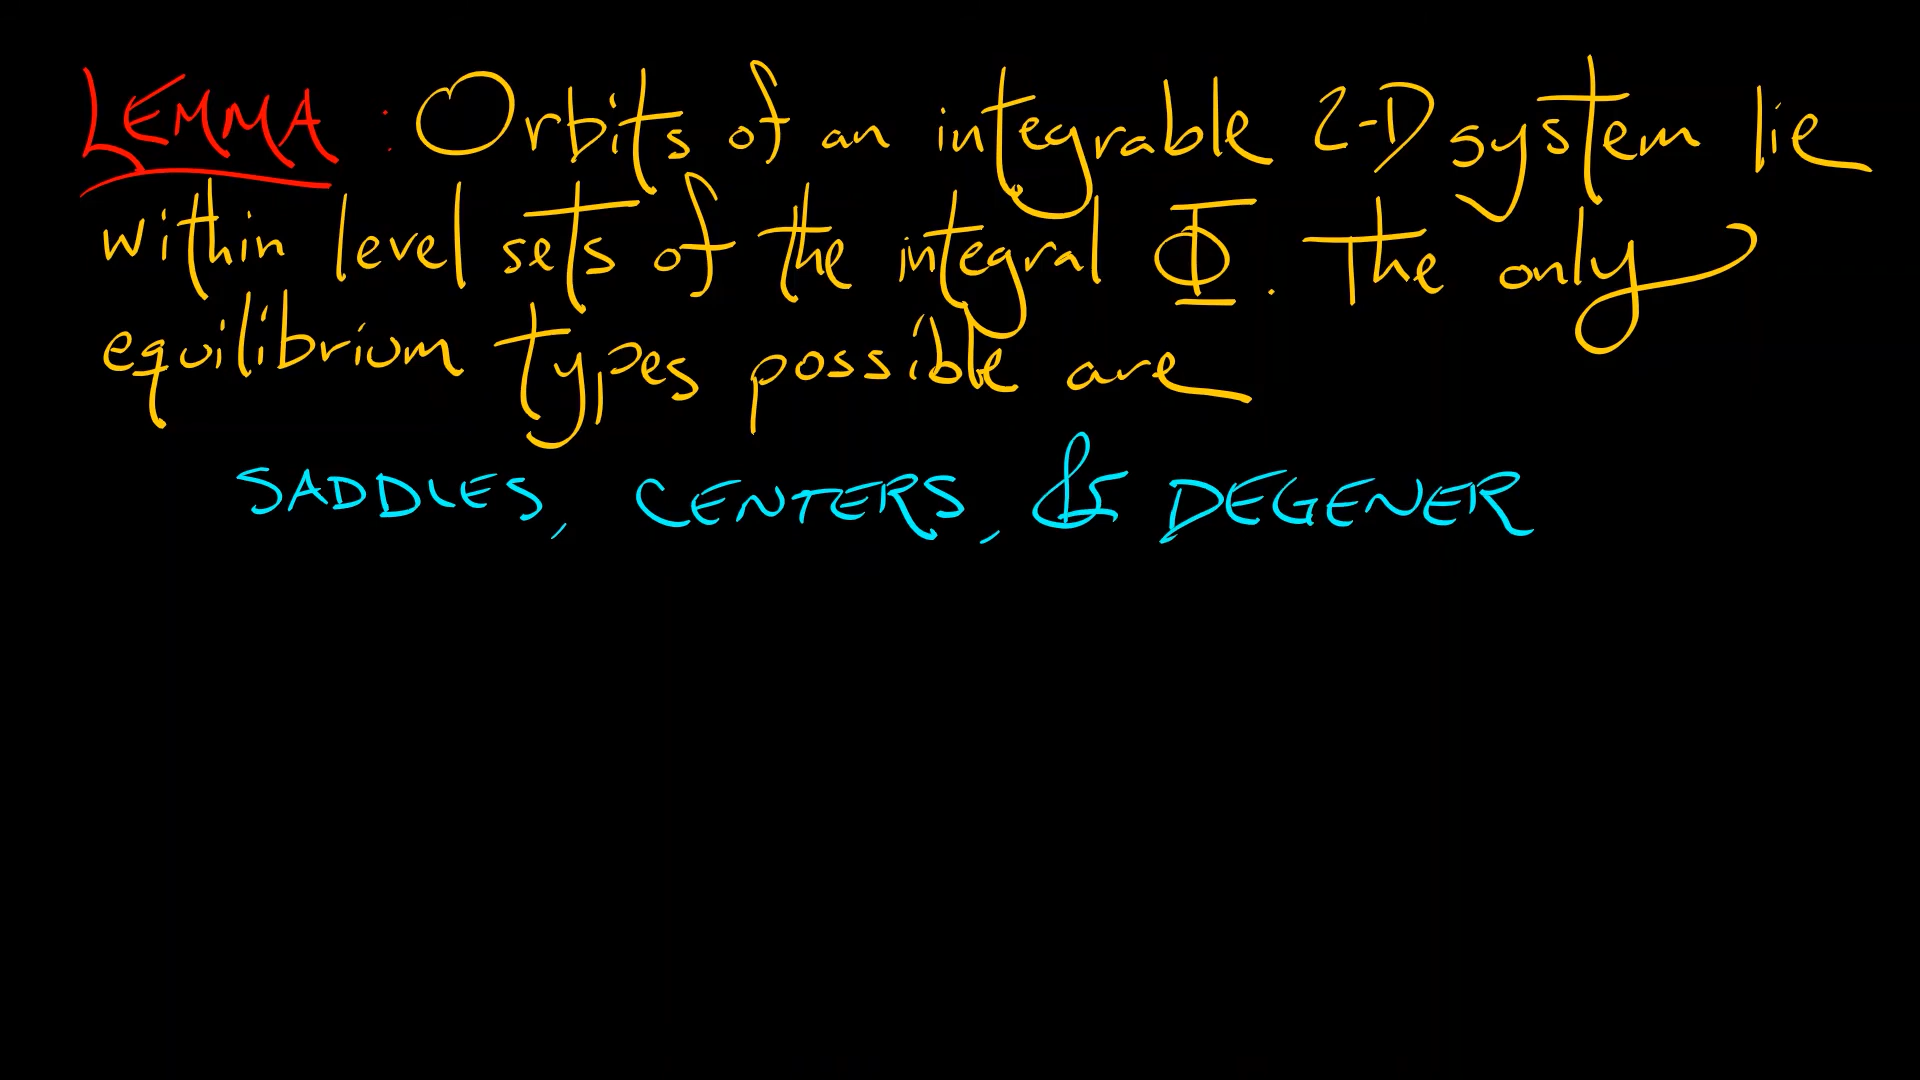 LEMMA : Orbits of an integrable 2-D system lie
within level sets of the integral Φ. The only
equilibrium types possible are
SADDLES, CENTERS, & DEGENER